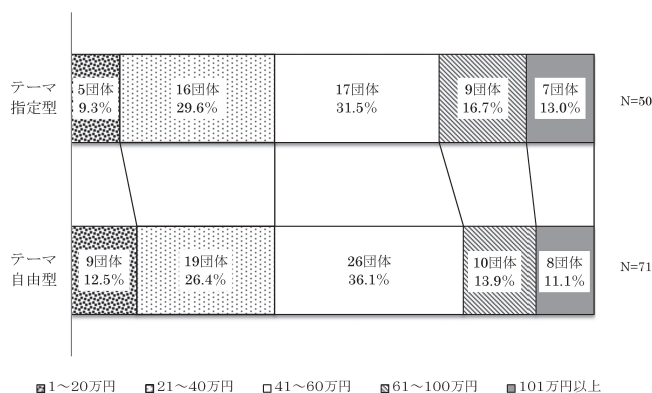 テーマ
指定型
5団体
9.3%
16団体
29.6%
17団体
31.5%
9団体
16.7%
7団体
13.0%
N=50
テーマ
自由型
9団体
12.5%
19団体
26.4%
26団体
36.1%
10団体
13.9%
8団体
11.1%
N=71
1～20万円 21～40万円 41～60万円 61～100万円 101万円以上